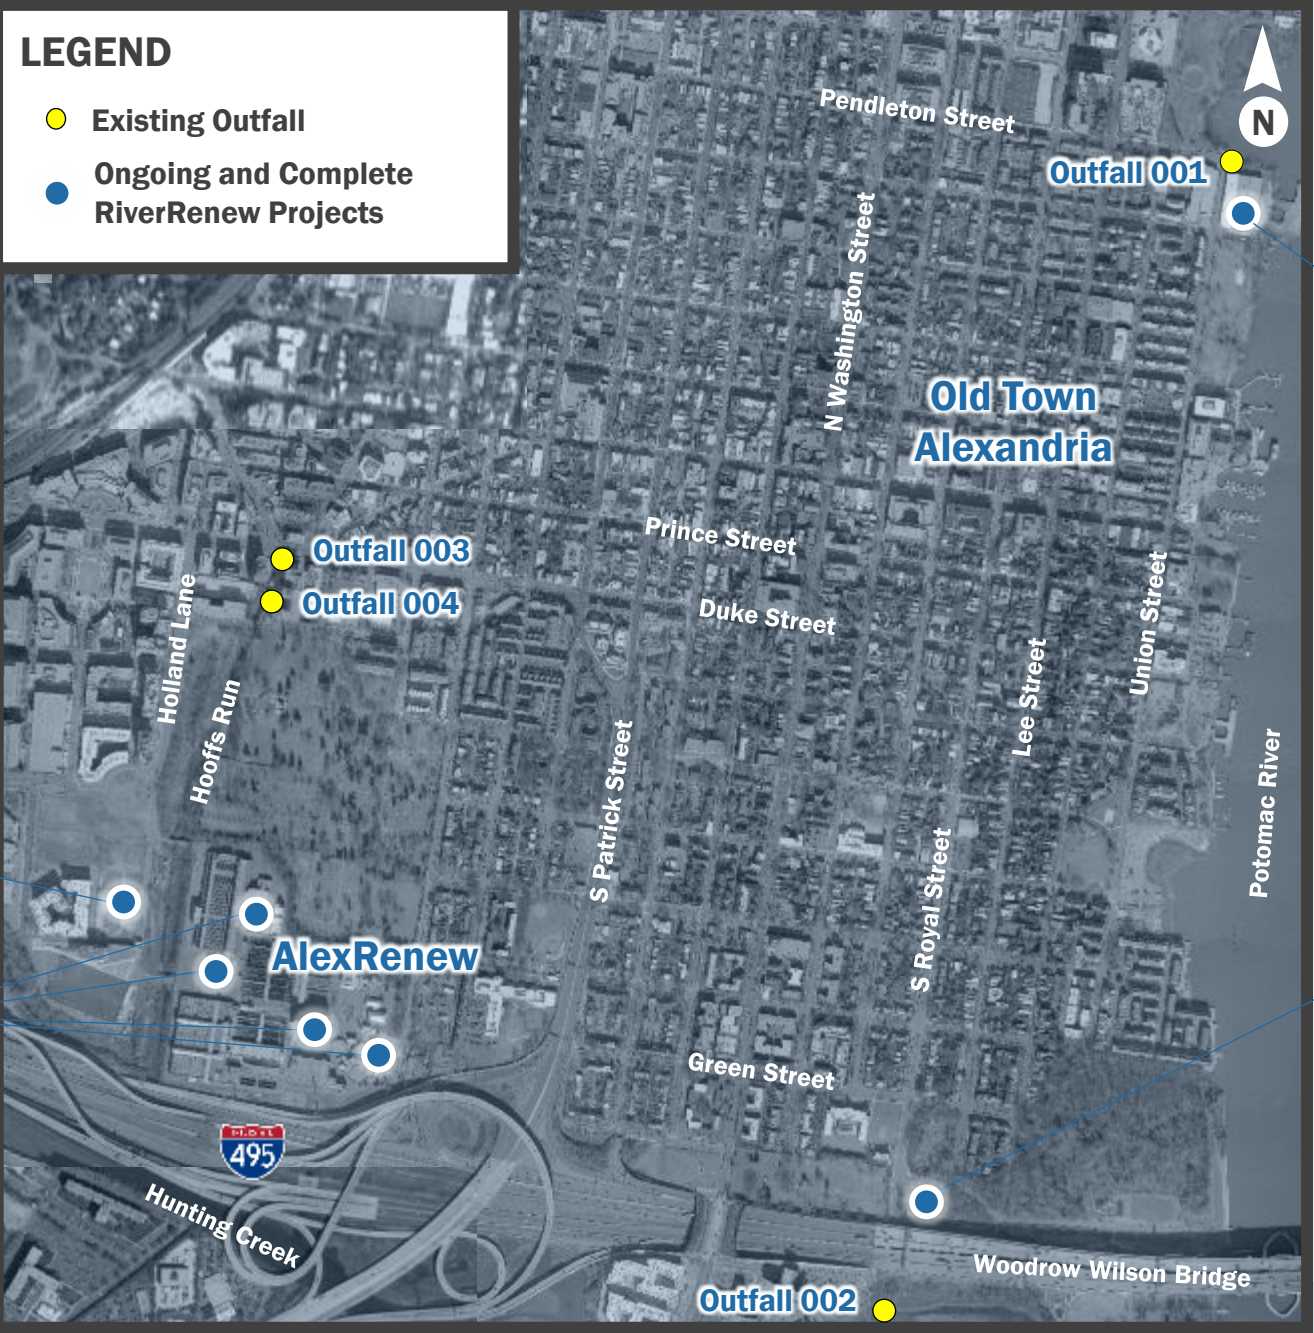 LEGEND
Existing Outfall
Ongoing and Complete
RiverRenew Projects
N
Pendleton Street
Outfall 001
N Washington Street
Old Town
Alexandria
Prince Street
Outfall 003
Outfall 004
Duke Street
Holland Lane
Hooffs Run
Union Street
Lee Street
S Patrick Street
Potomac River
S Royal Street
AlexRenew
Green Street
495
Hunting Creek
Woodrow Wilson Bridge
Outfall 002